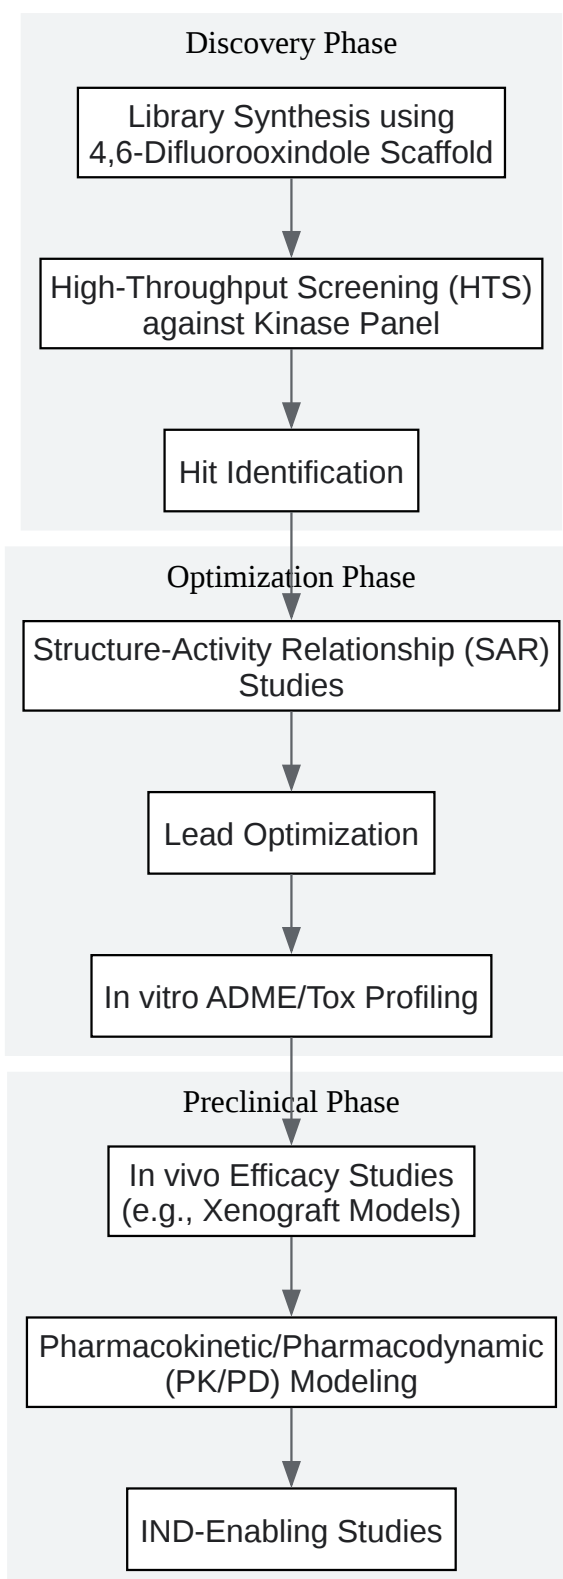 Discovery Phase
Library Synthesis using
4,6-Difluorooxindole Scaffold
High-Throughput Screening (HTS)
against Kinase Panel
Hit Identification
Optimization Phase
Structure-Activity Relationship (SAR)
Studies
Lead Optimization
In vitro ADME/Tox Profiling
Preclinical Phase
In vivo Efficacy Studies
(e.g., Xenograft Models)
Pharmacokinetic/Pharmacodynamic
(PK/PD) Modeling
IND-Enabling Studies